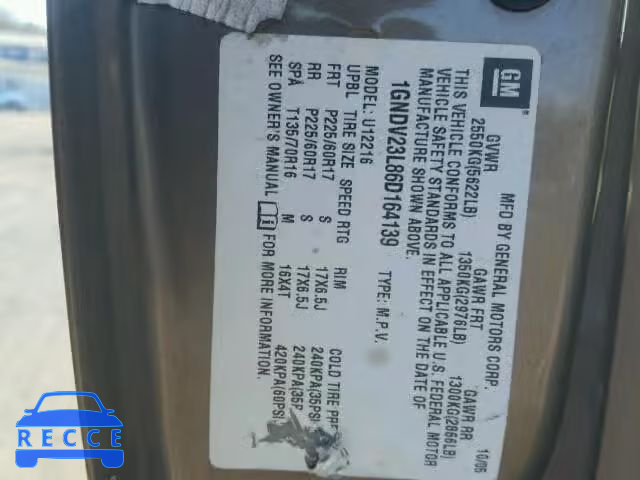 GM
MFD BY GENERAL MOTORS CORP. 10/05
GVWR GAWR FRT GAWR RR
2550KG(5622LB) 1350KG(2976LB) 1300KG(2866LB)
THIS VEHICLE CONFORMS TO ALL APPLICABLE U.S. FEDERAL MOTOR
VEHICLE SAFETY STANDARDS IN EFFECT ON THE DATE OF
MANUFACTURE SHOWN ABOVE.
1GNDV23L86D164139 TYPE: M.P.V.
MODEL: U12216
UPBL TIRE SIZE SPEED RTG RIM COLD TIRE
FRT P225/60R17 S 17X6.5J 240KPA(35PSI
RR P225/60R17 S 17X6.5J 240KPA(35P
SPA T135/70R16 M 16X4T 420KPA(60PSI
SEE OWNER'S MANUAL FOR MORE INFORMATION.
RECCE